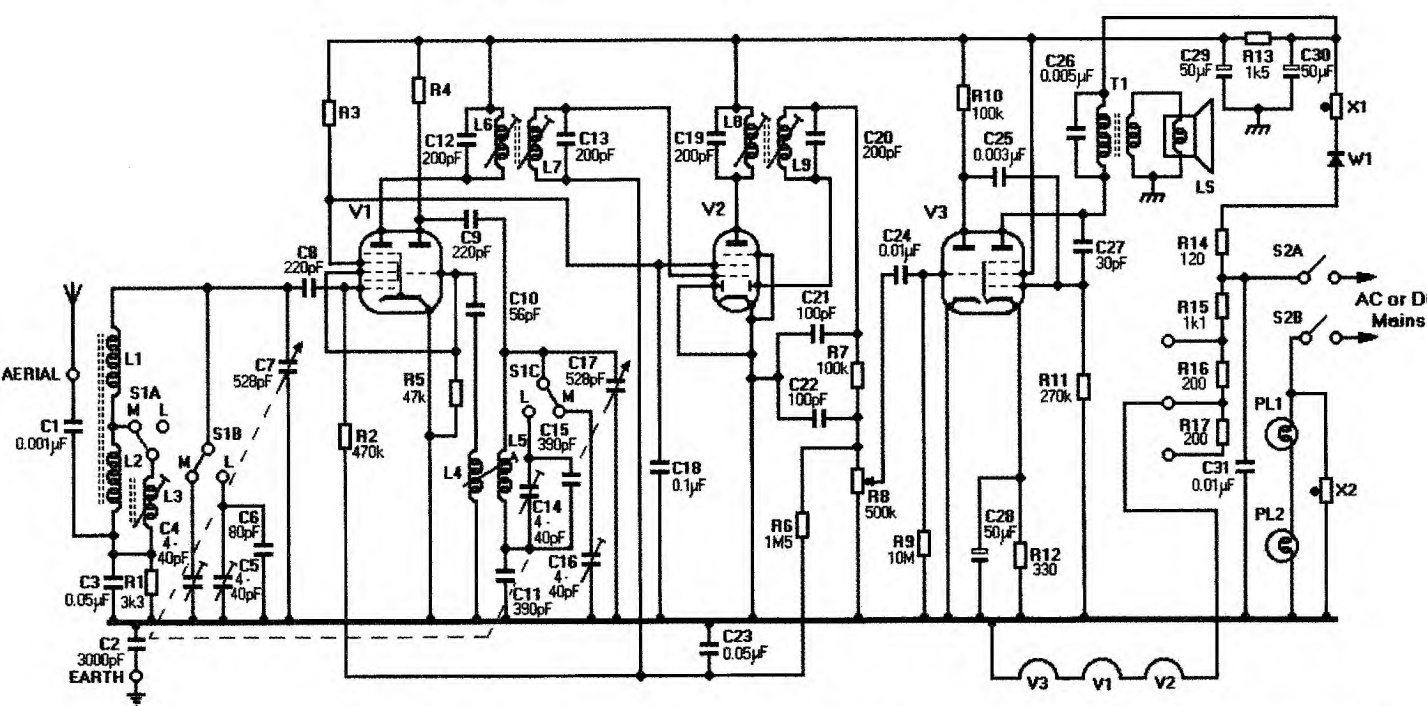 C29
50µF
R13
1k5
C30
50µF
C26
0.005µF
T1
R4
R3
R10
100k
X1
L6
C12
200pF
C13
200pF
L7
C19
200pF
L8
C20
200pF
L9
C25
0.003µF
LS
W1
V1
C9
220pF
V2
V3
C24
0.01µF
C27
30pF
R14
120
S2A
C8
220pF
C10
56pF
C21
100pF
R15
1k1
AC or D
Mains
S2B
L1
C7
528pF
C17
528pF
S1C
L
M
R7
100k
R16
200
AERIAL
S1A
M
L
R5
47k
C22
100pF
R11
270k
PL1
C1
0.001µF
S1B
M
L
R2
470k
C15
390pF
R17
200
L2
L5
A
L4
C18
0.1µF
R8
500k
C31
0.01µF
X2
L3
C14
4-
40pF
C28
50µF
PL2
C4
4-
40pF
C6
80pF
R6
1M5
R9
10M
R12
330
C3
0.05µF
R1
3k3
C5
4-
40pF
C16
4-
40pF
C11
390pF
C2
3000pF
C23
0.05µF
EARTH
V3
V1
V2